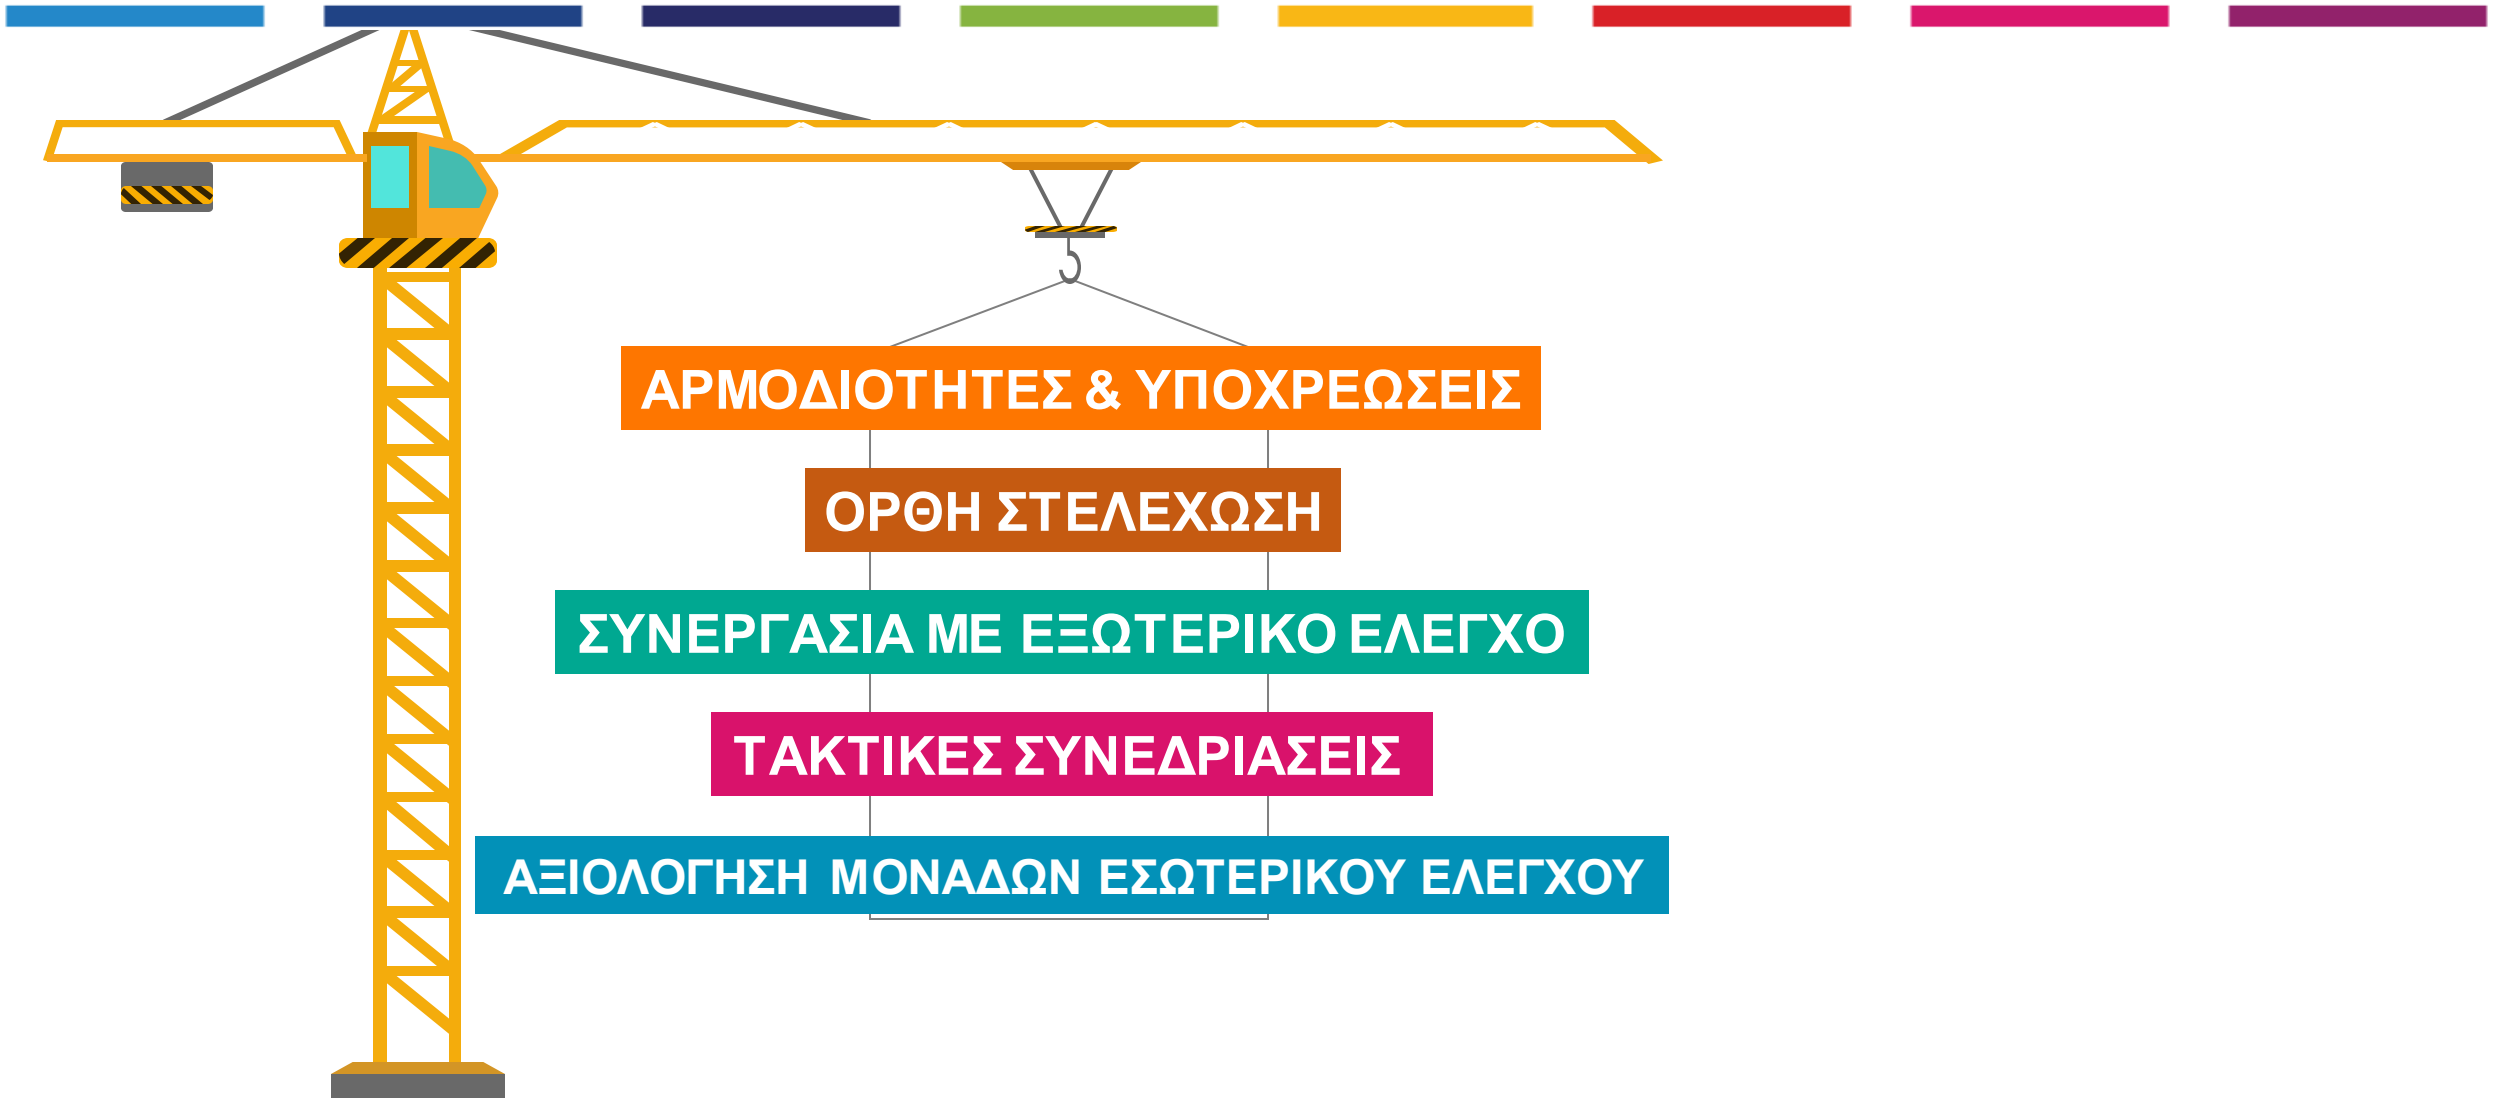 ΑΡΜΟΔΙΟΤΗΤΕΣ & ΥΠΟΧΡΕΩΣΕΙΣ
ΟΡΘΗ ΣΤΕΛΕΧΩΣΗ
ΣΥΝΕΡΓΑΣΙΑ ΜΕ ΕΞΩΤΕΡΙΚΟ ΕΛΕΓΧΟ
ΤΑΚΤΙΚΕΣ ΣΥΝΕΔΡΙΑΣΕΙΣ
ΑΞΙΟΛΟΓΗΣΗ ΜΟΝΑΔΩΝ ΕΣΩΤΕΡΙΚΟΥ ΕΛΕΓΧΟΥ